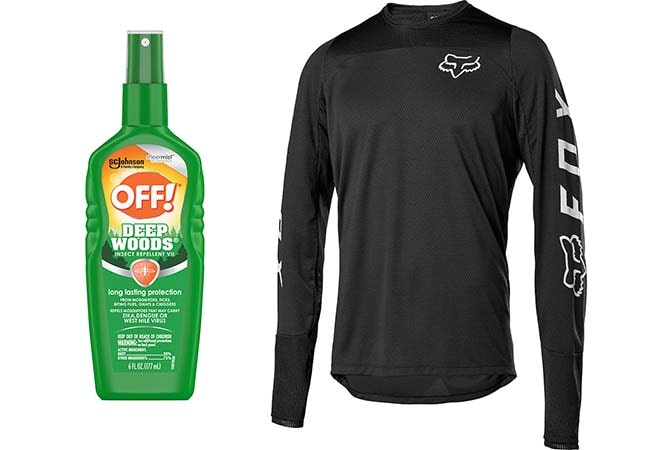 SC Johnson
A Family Company
OFF!
DEEP
WOODS®
INSECT REPELLENT VII
long lasting protection
FROM MOSQUITOES, TICKS,
BITING FLIES, GNATS & CHIGGERS
REPELS MOSQUITOES THAT MAY CARRY
ZIKA, DENGUE OR
WEST NILE VIRUS
KEEP OUT OF REACH OF CHILDREN
6 FL OZ (177 mL)
FOX